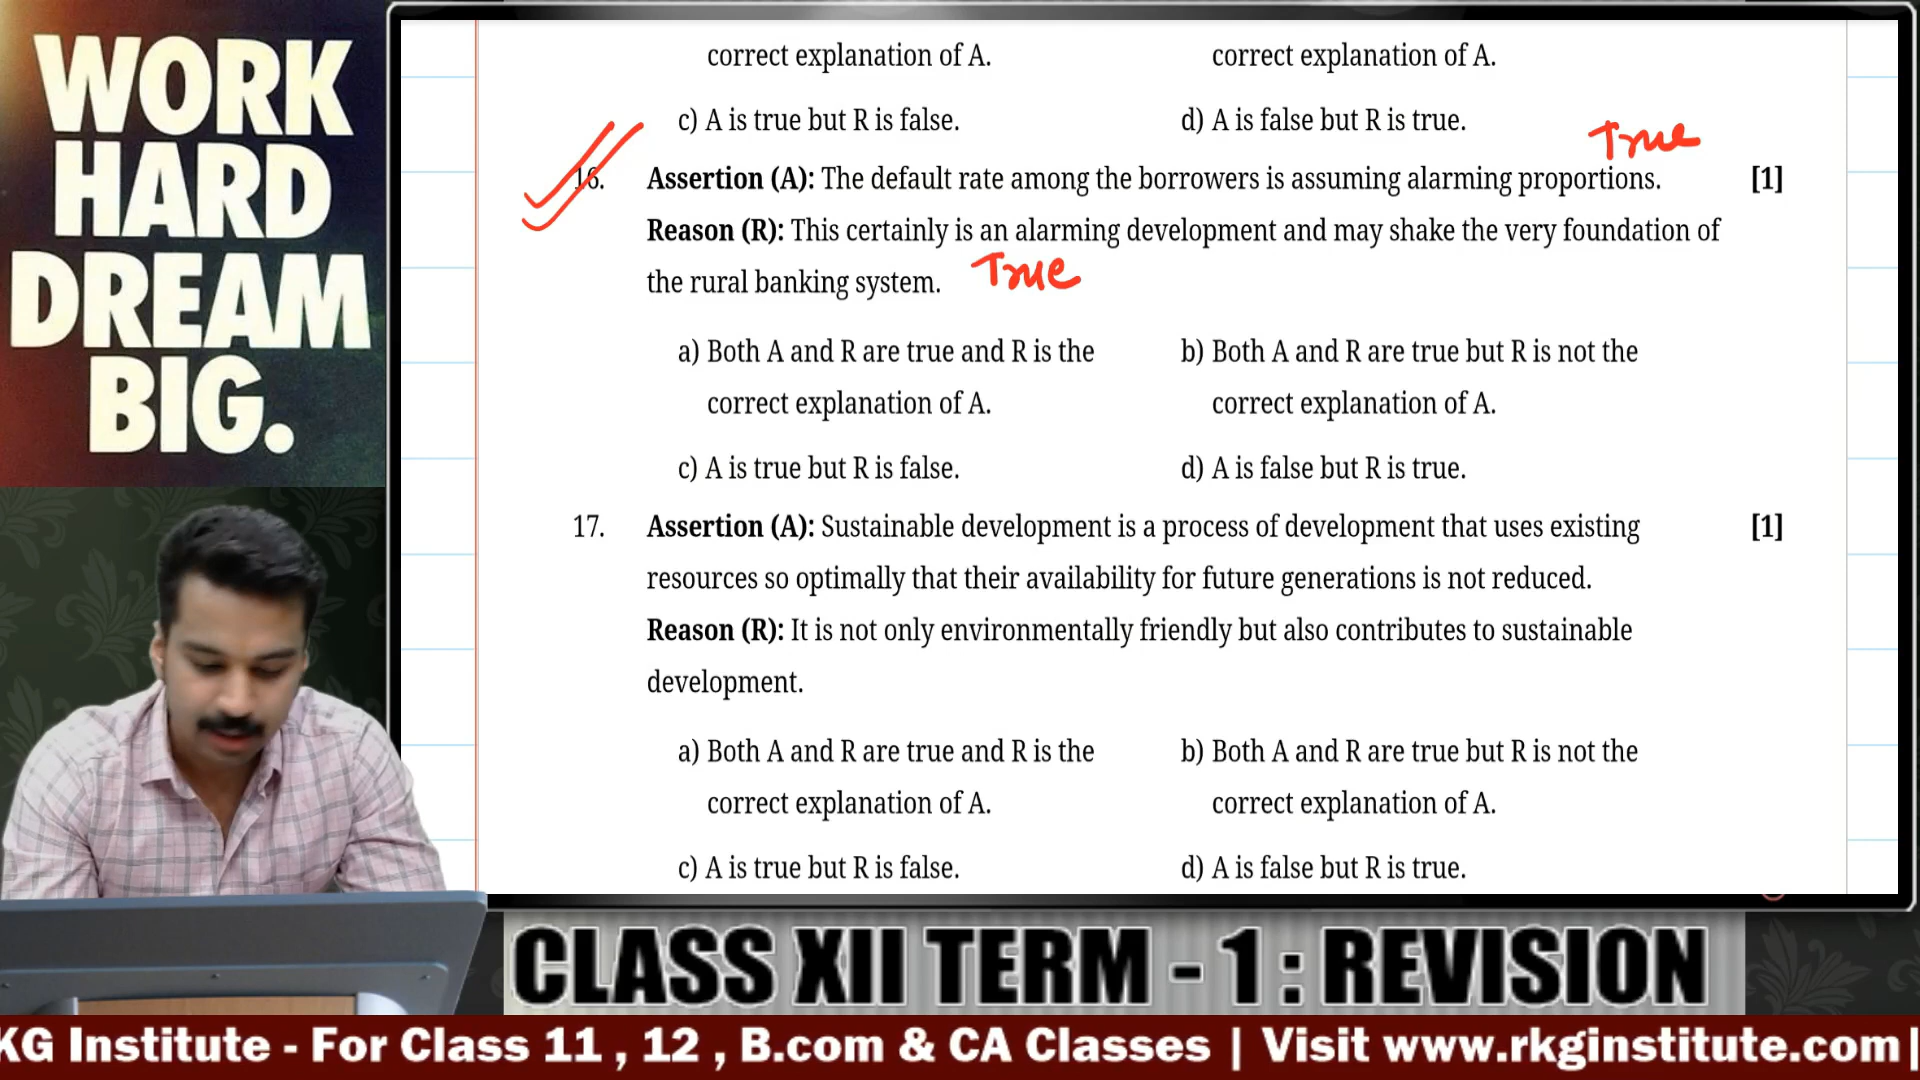 WORK
HARD
DREAM
BIG.
correct explanation of A.
correct explanation of A.
c) A is true but R is false.
d) A is false but R is true.
True
16. Assertion (A): The default rate among the borrowers is assuming alarming proportions. [1]
Reason (R): This certainly is an alarming development and may shake the very foundation of
the rural banking system. True
a) Both A and R are true and R is the
correct explanation of A.
b) Both A and R are true but R is not the
correct explanation of A.
c) A is true but R is false.
d) A is false but R is true.
17. Assertion (A): Sustainable development is a process of development that uses existing [1]
resources so optimally that their availability for future generations is not reduced.
Reason (R): It is not only environmentally friendly but also contributes to sustainable
development.
a) Both A and R are true and R is the
correct explanation of A.
b) Both A and R are true but R is not the
correct explanation of A.
c) A is true but R is false.
d) A is false but R is true.
CLASS XII TERM - 1 : REVISION
KG Institute - For Class 11 , 12 , B.com & CA Classes | Visit www.rkginstitute.com |